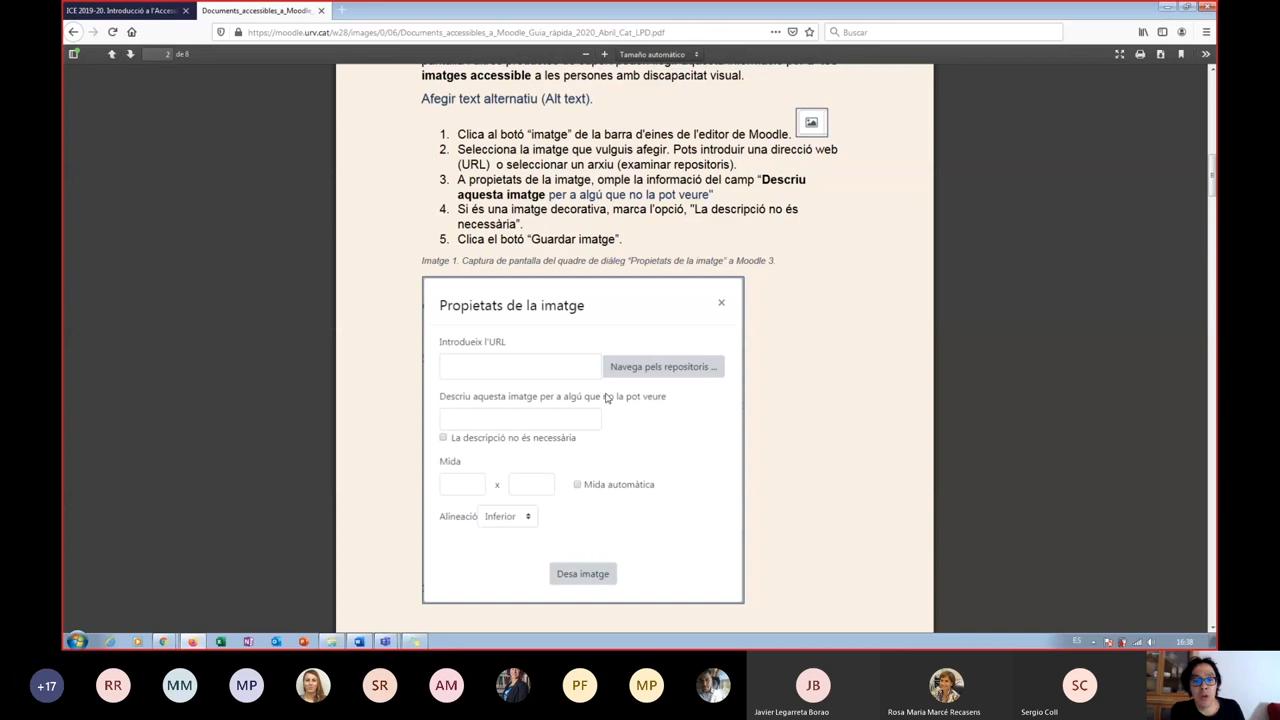 ICE 2019-20. Introducció a l'Acces
Documents_accessibles_a_Moodle_
https://moodle.urv.cat/w28/images/0/06/Documents_accessibles_a_Moodle_Guia_ràpida_2020_Abril_Cat_LPD.pdf
Buscar
2 de 8
Tamaño automático
imatges accessible a les persones amb discapacitat visual.
Afegir text alternatiu (Alt text).
1. Clica al botó “imatge” de la barra d'eines de l'editor de Moodle.
2. Selecciona la imatge que vulguis afegir. Pots introduir una direcció web
(URL) o seleccionar un arxiu (examinar repositoris).
3. A propietats de la imatge, omple la informació del camp “Descriu
aquesta imatge per a algú que no la pot veure"
4. Si és una imatge decorativa, marca l'opció, "La descripció no és
necessària”.
5. Clica el botó “Guardar imatge”.
Imatge 1. Captura de pantalla del quadre de diàleg “Propietats de la imatge” a Moodle 3.
Propietats de la imatge
Introdueix l'URL
Navega pels repositoris ...
Descriu aquesta imatge per a algú que no la pot veure
La descripció no és necessària
Mida
x
Mida automàtica
Alineació
Inferior
Desa imatge
ES
16:38
+17
RR
MM
MP
SR
AM
PF
MP
JB
SC
Javier Legarreta Borao
Rosa Maria Marcé Recasens
Sergio Coll